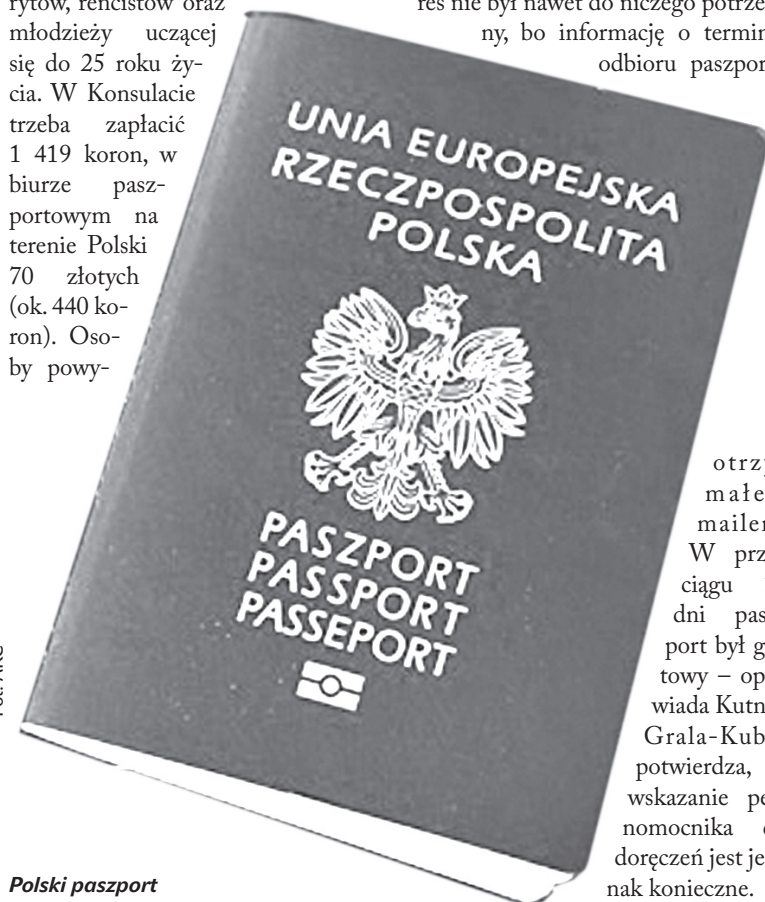 rytów, rencistów oraz
młodzieży uczącej
się do 25 roku ży-
cia. W Konsulacie
trzeba zapłacić
1 419 koron, w
biurze pasz-
portowym na
terenie Polski
70 złotych
(ok. 440 ko-
ron). Oso-
by powy-
res nie był nawet do niczego potrze
ny, bo informację o termin
odbioru paszpor
UNIA EUROPEJSKA
RZECZPOSPOLITA
POLSKA
PASZPORT
PASSPORT
PASSEPORT
otrzy
małe
maile
W prz
ciągu
dni pas
port był g
towy – op
wiada Kutn
Grala-Kub
potwierdza,
wskazanie pe
nomocnika
doręczeń jest je
nak konieczne.
Polski paszport